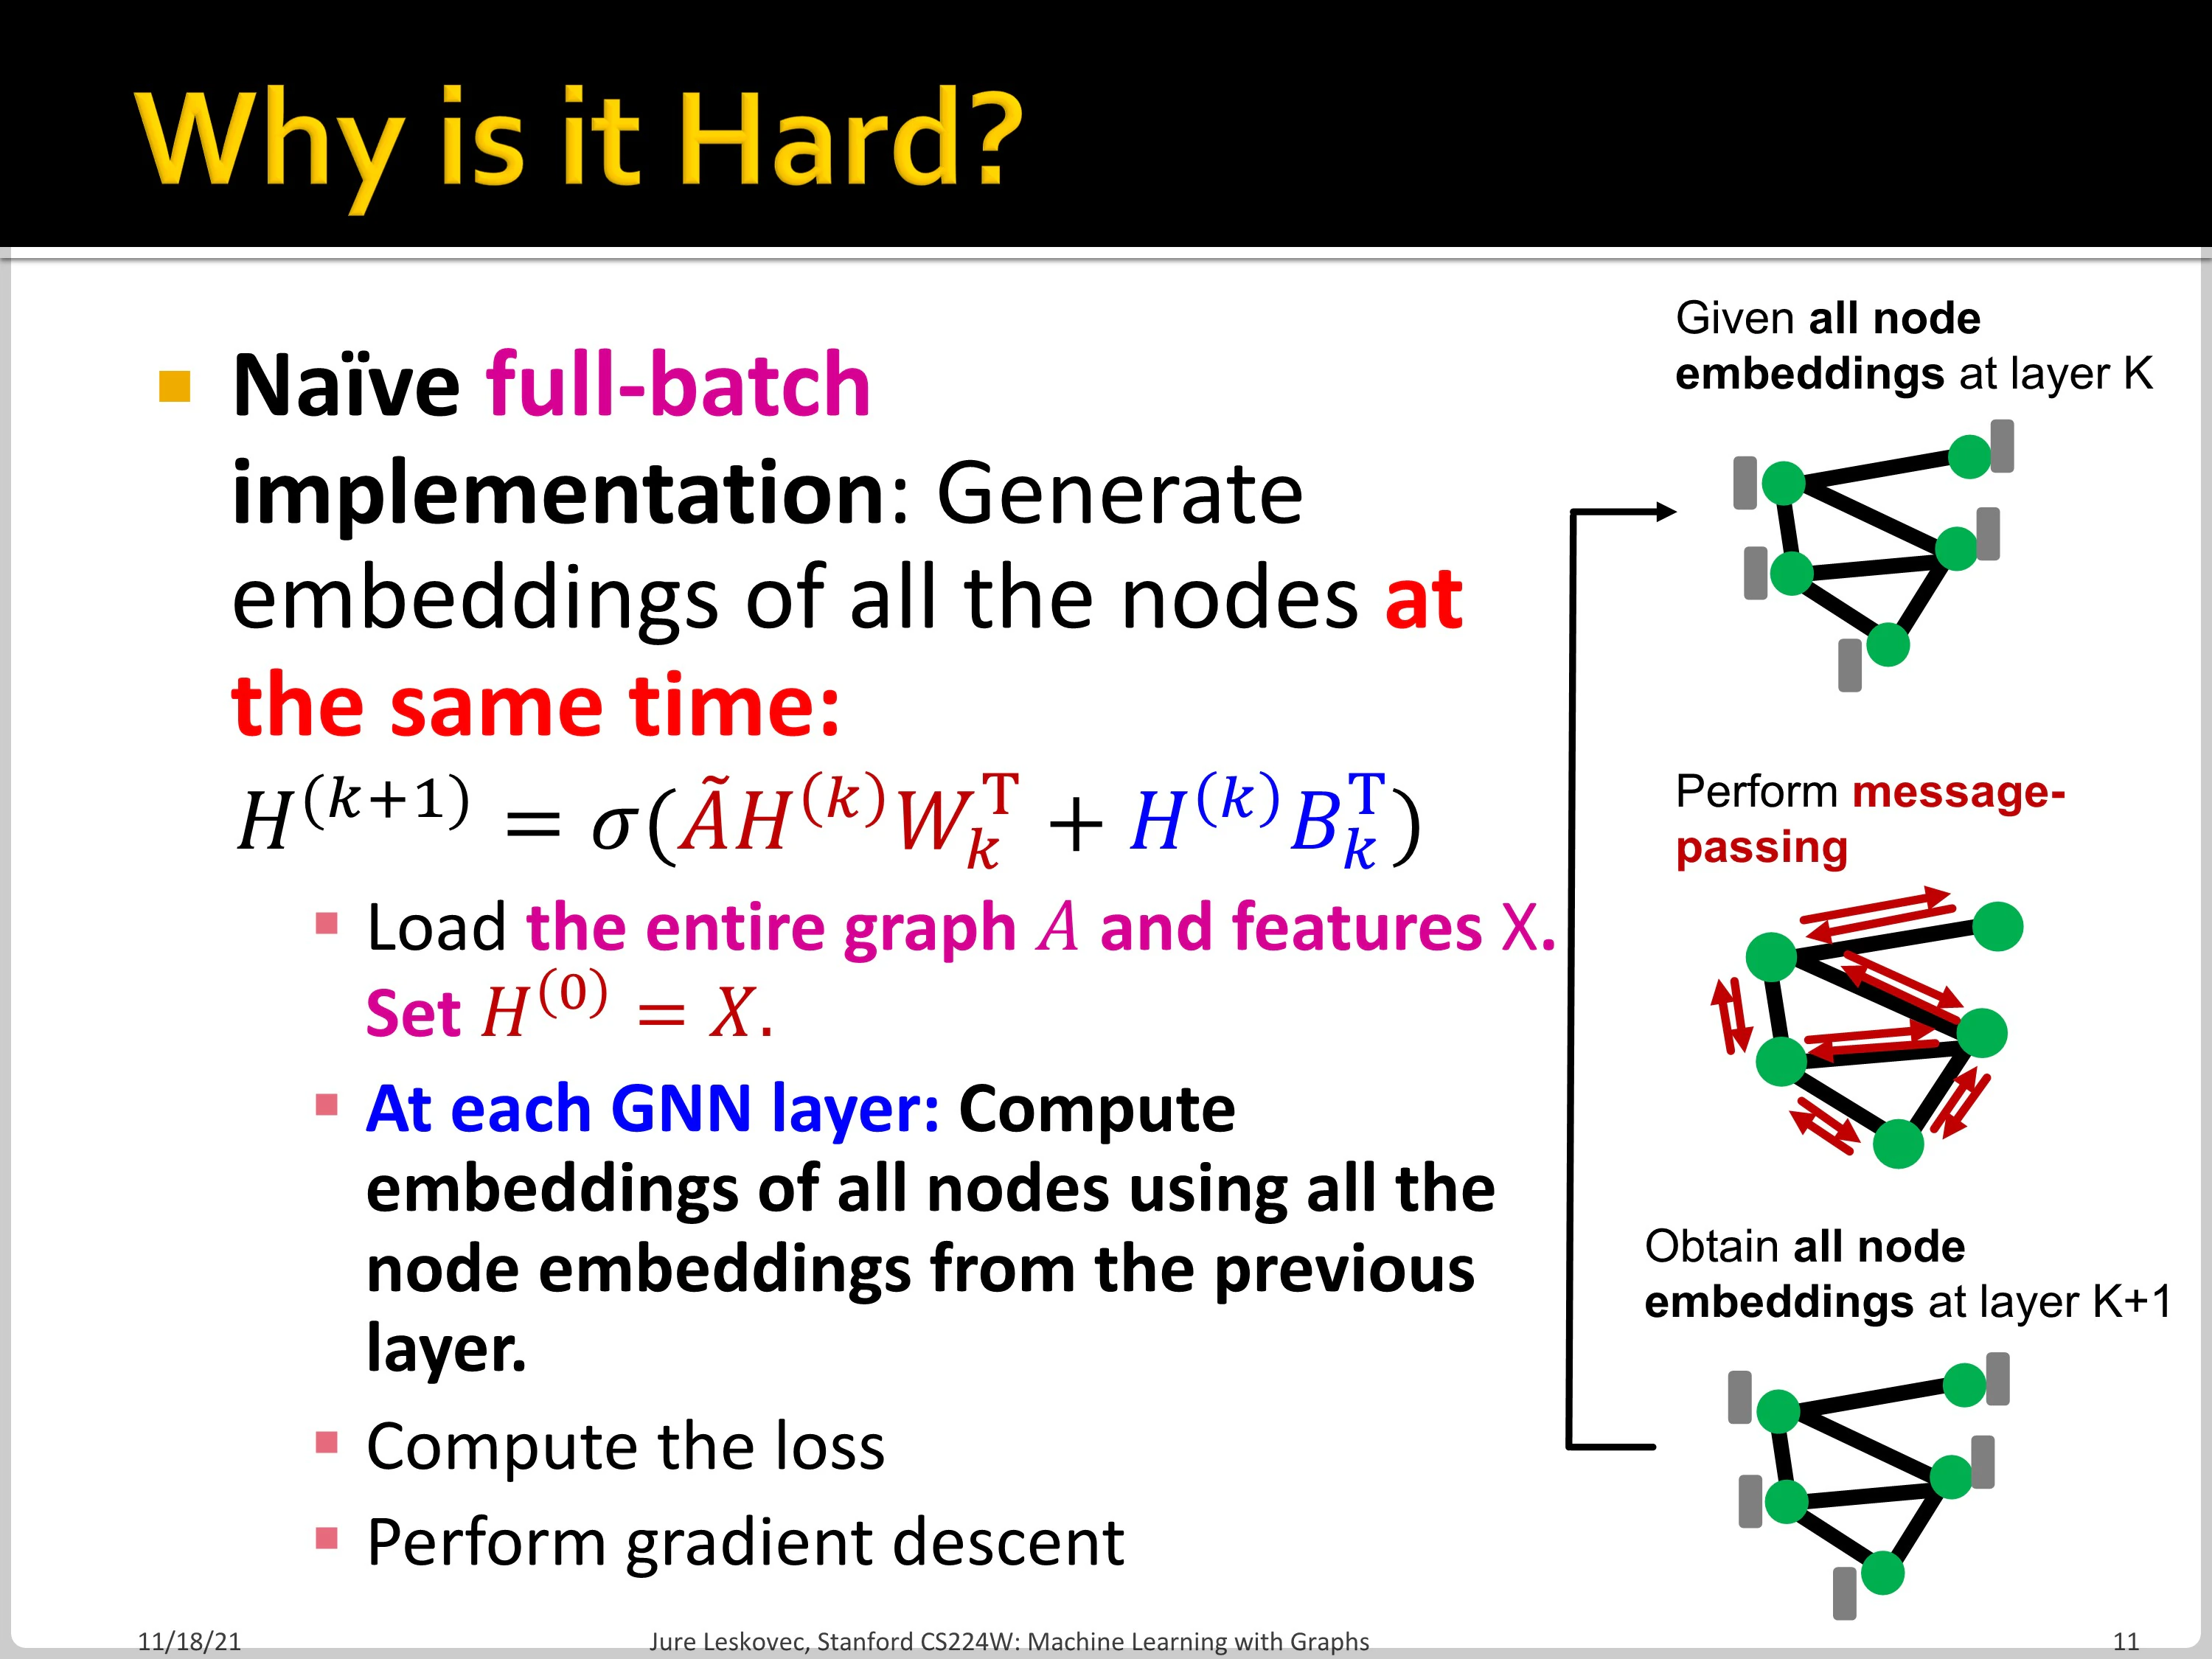 Why is it Hard?
Naïve full-batch
implementation: Generate
embeddings of all the nodes at
the same time:
H^(k+1) = σ(ÃH^(k)W_k^T + H^(k)B_k^T)
Load the entire graph A and features X.
Set H^(0) = X.
At each GNN layer: Compute
embeddings of all nodes using all the
node embeddings from the previous
layer.
Compute the loss
Perform gradient descent
Given all node
embeddings at layer K
Perform message-
passing
Obtain all node
embeddings at layer K+1
11/18/21
Jure Leskovec, Stanford CS224W: Machine Learning with Graphs
11